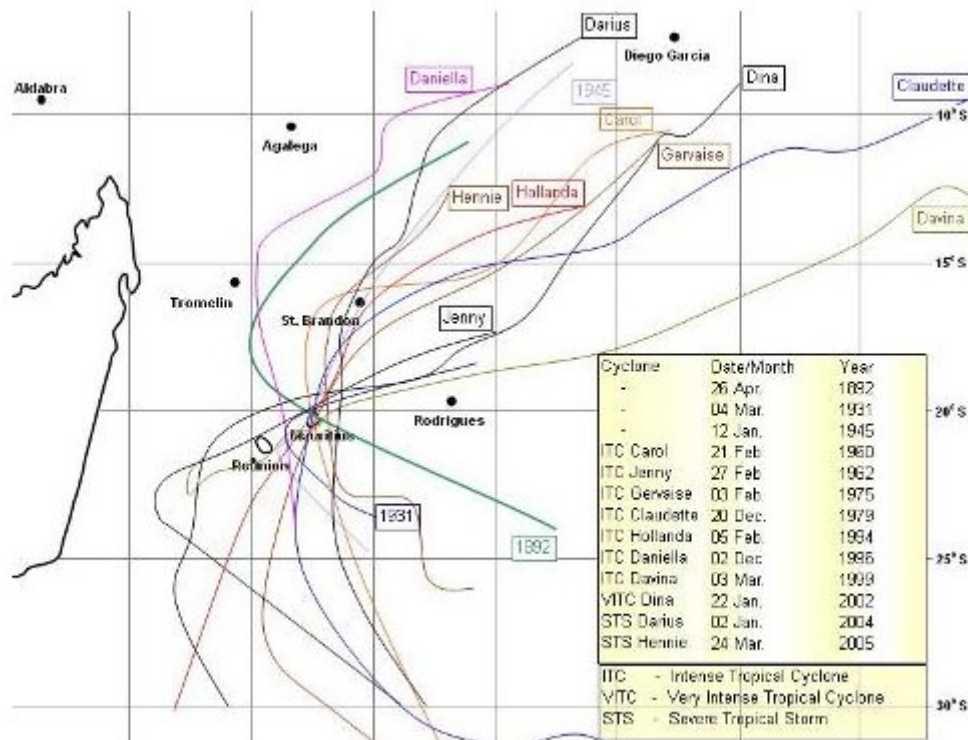 Darius
Diego Garcia
Daniella
Dina
Claudette
Aldabra
1945
10° S
Carol
Agalega
Gervaise
Hennie
Hollanda
Davina
15° S
Tromelin
St. Brandon
Jenny
Cyclone Date/Month Year
- 26 Apr. 1892
- 04 Mar. 1931
- 12 Jan. 1945
ITC Carol 21 Feb 1960
ITC Jenny 27 Feb 1962
ITC Gervaise 03 Feb 1975
ITC Claudette 20 Dec. 1979
ITC Hollanda 05 Feb 1994
ITC Daniella 02 Dec 1996
ITC Davina 03 Mar. 1999
VITC Dina 22 Jan. 2002
STS Darius 02 Jan. 2004
STS Hennie 24 Mar. 2005
ITC - Intense Tropical Cyclone
VITC - Very Intense Tropical Cyclone
STS - Severe Tropical Storm
Rodrigues
20° S
Mauritius
Reunion
1931
1892
25° S
30° S